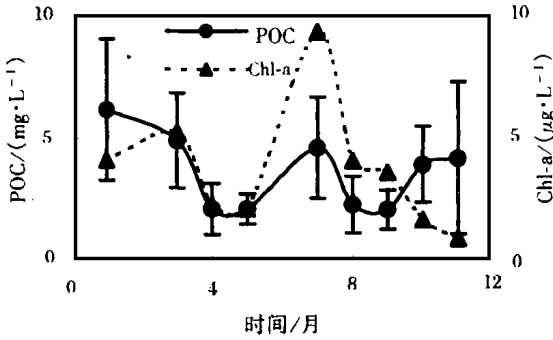 10
5
0
POC/(mg·L⁻¹)
POC
Chl-a
10
5
0
Chl-a/(μg·L⁻¹)
0 4 8 12
时间/月